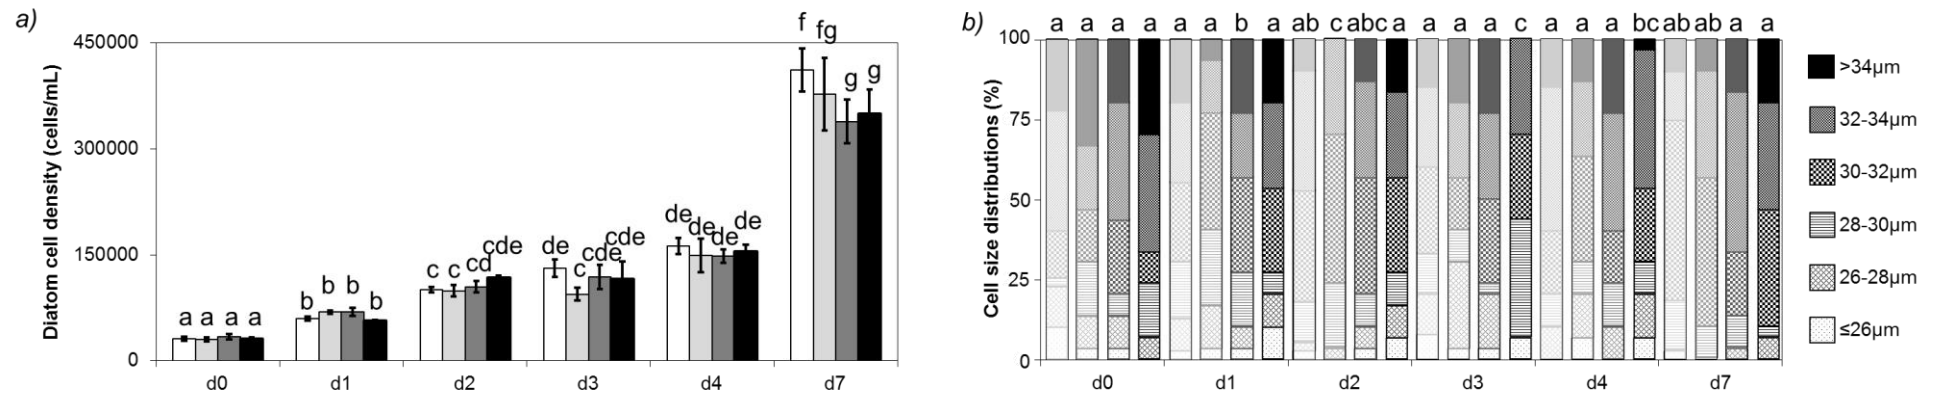 a)
Diatom cell density (cells/mL)
450000
300000
150000
0
a a a a
b b b b
c c cd cde
de c cde cde
de de de de
f fg g g
d0 d1 d2 d3 d4 d7
b)
Cell size distributions (%)
a a a a a a b a ab c abc a a a a c a a a bc ab ab a a
100
75
50
25
0
d0 d1 d2 d3 d4 d7
>34µm
32-34µm
30-32µm
28-30µm
26-28µm
≤26µm